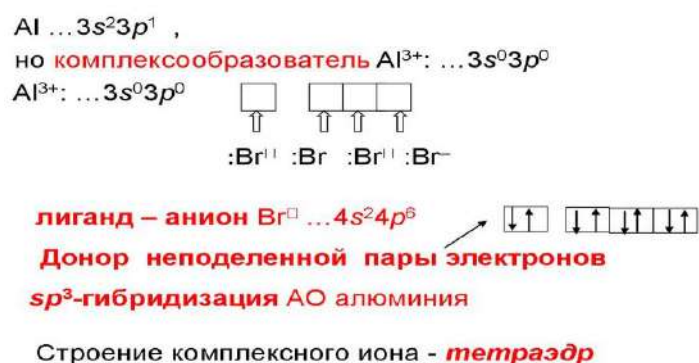 Al …3s²3p¹ ,
но комплексообразователь Al³⁺: …3s⁰3p⁰
Al³⁺: …3s⁰3p⁰
:Br᠁ :Br :Br᠁ :Br⁻
лиганд – анион Br□ …4s²4p⁶
Донор неподеленной пары электронов
sp³-гибридизация АО алюминия
Строение комплексного иона - тетраэдр